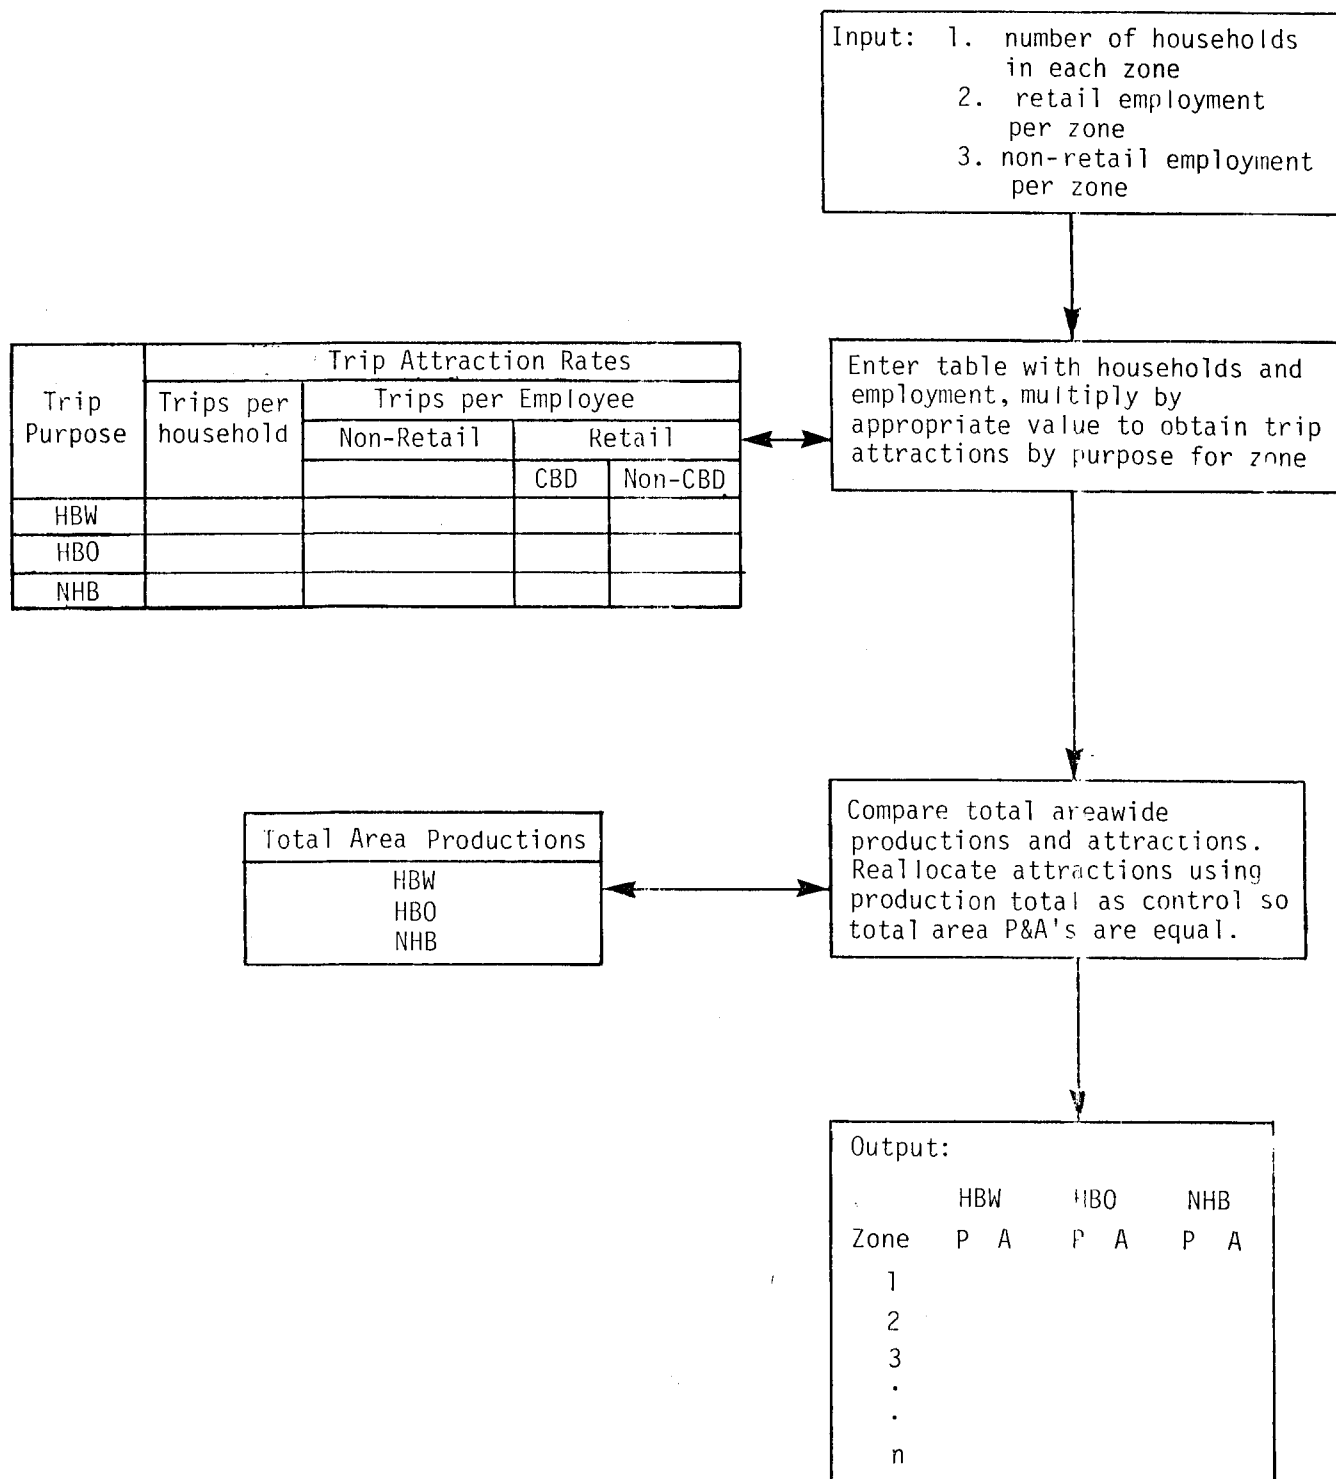 Input: 1. number of households
in each zone
2. retail employment
per zone
3. non-retail employment
per zone
Trip Attraction Rates
Trip
Purpose
Trips per
household
Trips per Employee
Non-Retail
Retail
CBD
Non-CBD
HBW
HBO
NHB
Enter table with households and
employment, multiply by
appropriate value to obtain trip
attractions by purpose for zone
Total Area Productions
HBW
HBO
NHB
Compare total areawide
productions and attractions.
Reallocate attractions using
production total as control so
total area P&A's are equal.
Output:
HBW HBO NHB
Zone P A P A P A
1
2
3
.
.
n